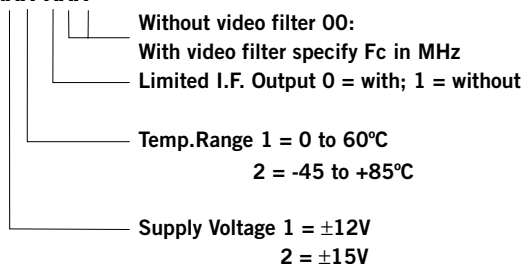 Without video filter 00:
With video filter specify Fc in MHz
Limited I.F. Output 0 = with; 1 = without
Temp.Range 1 = 0 to 60ºC
2 = -45 to +85ºC
Supply Voltage 1 = ±12V
2 = ±15V